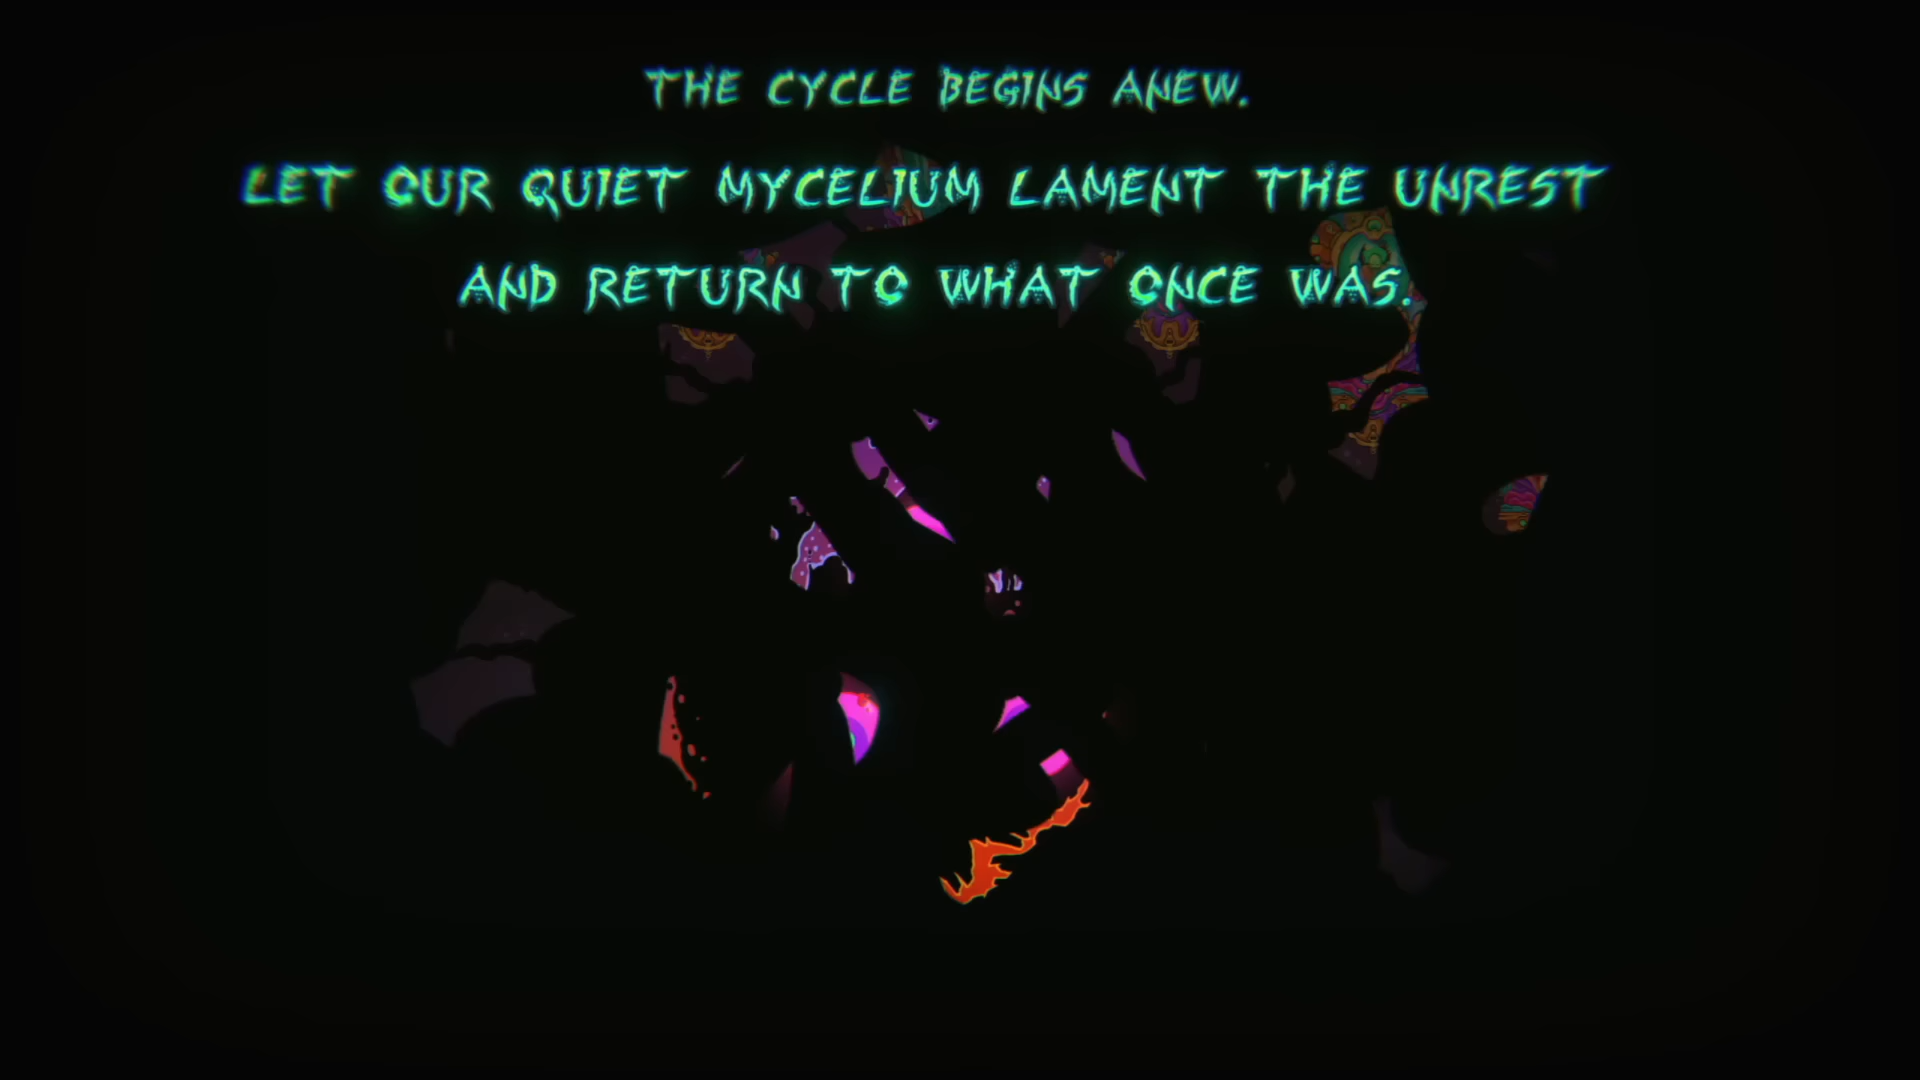 THE CYCLE BEGINS ANEW.
LET OUR QUIET MYCELIUM LAMENT THE UNREST
AND RETURN TO WHAT ONCE WAS.